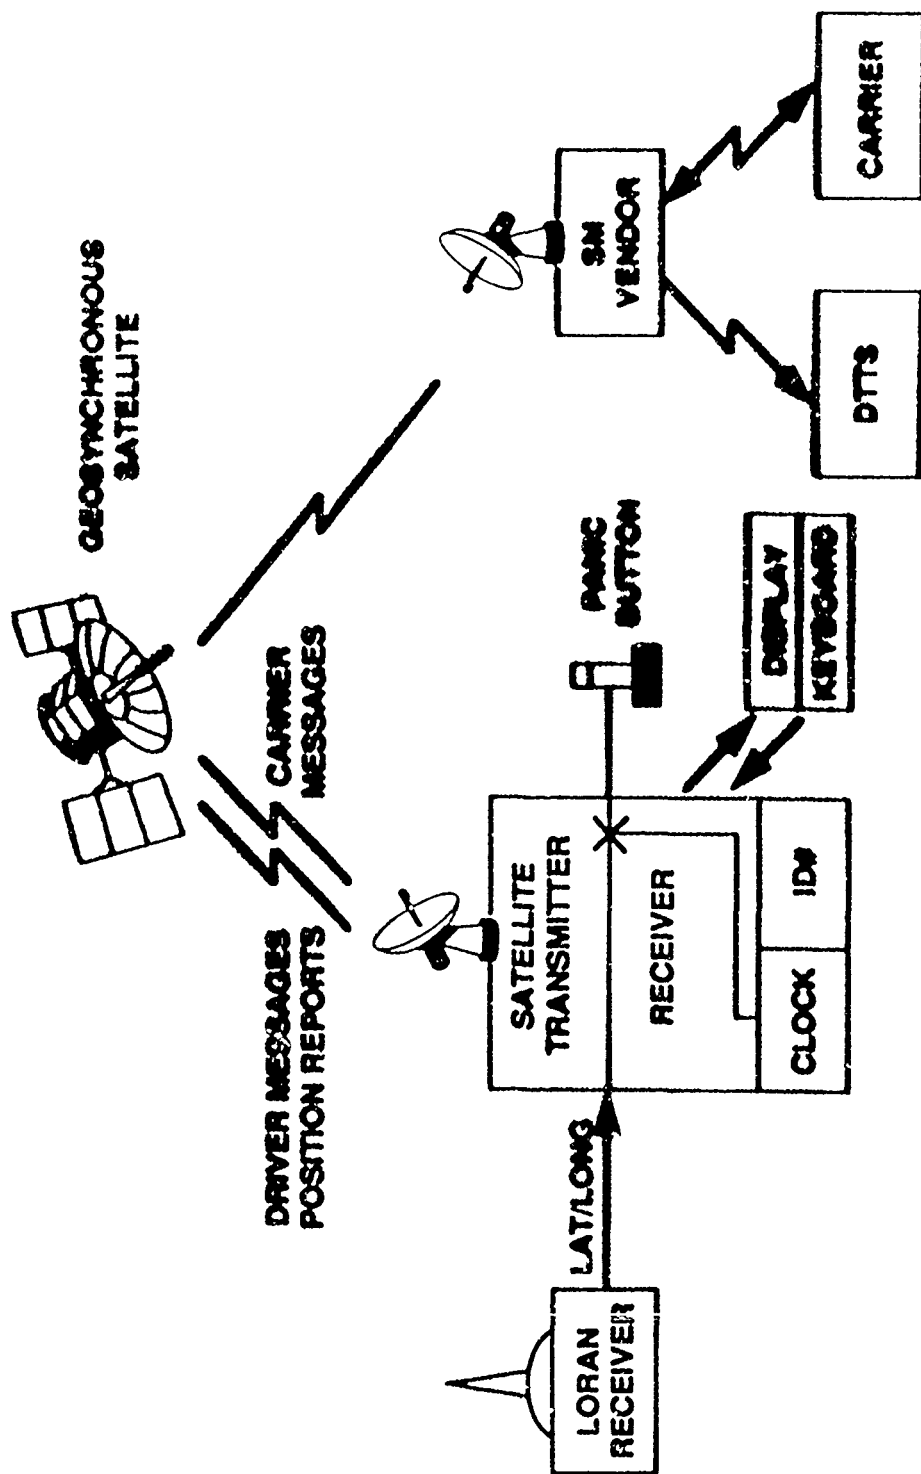 GEOSYNCHRONOUS
SATELLITE
DRIVER MESSAGES
POSITION REPORTS
CARRIER
MESSAGES
LORAN
RECEIVER
LAT/LONG
SATELLITE
TRANSMITTER
RECEIVER
CLOCK
ID#
PANIC
BUTTON
DISPLAY
KEYBOARD
SM
VENDOR
DTTS
CARRIER